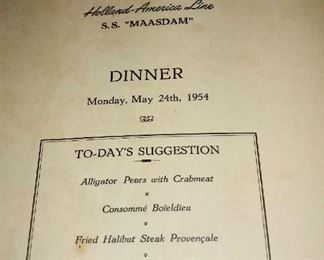 Holland-America Line
S.S. "MAASDAM"
DINNER
Monday, May 24th, 1954
TO-DAY'S SUGGESTION
Alligator Pears with Crabmeat
Consommé Boïeldieu
Fried Halibut Steak Provençale